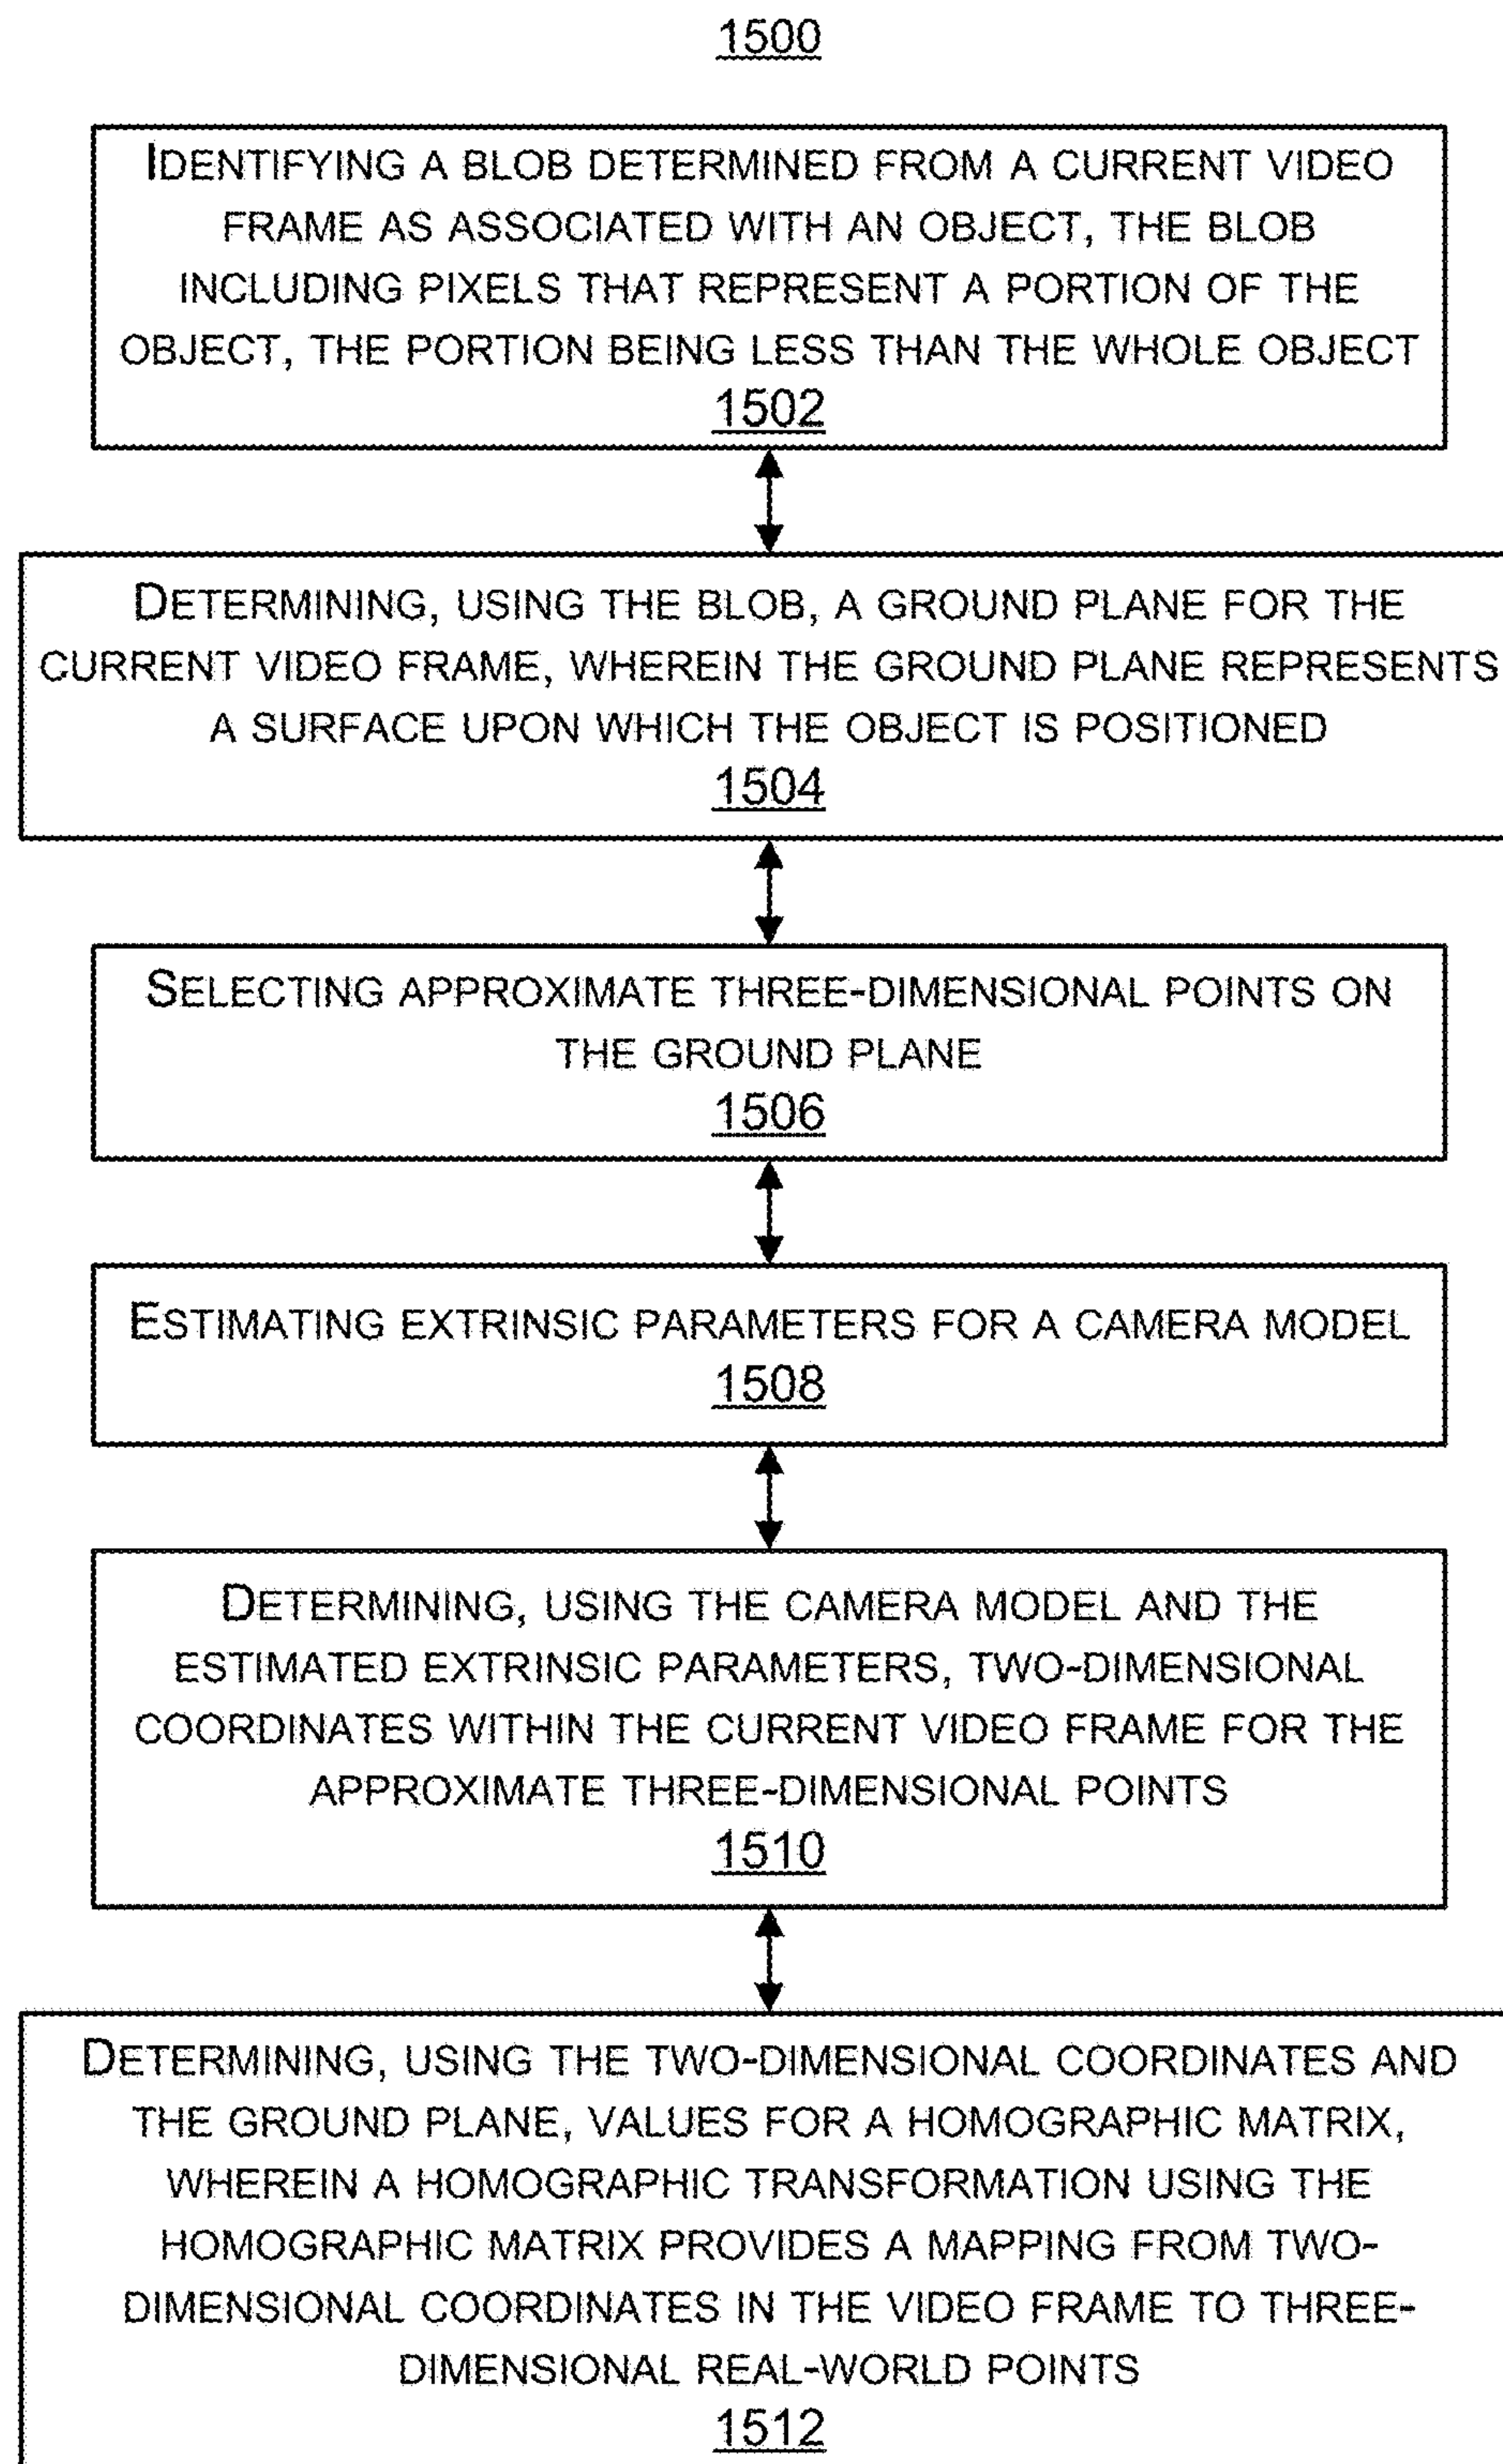 1500
IDENTIFYING A BLOB DETERMINED FROM A CURRENT VIDEO
FRAME AS ASSOCIATED WITH AN OBJECT, THE BLOB
INCLUDING PIXELS THAT REPRESENT A PORTION OF THE
OBJECT, THE PORTION BEING LESS THAN THE WHOLE OBJECT
1502
DETERMINING, USING THE BLOB, A GROUND PLANE FOR THE
CURRENT VIDEO FRAME, WHEREIN THE GROUND PLANE REPRESENTS
A SURFACE UPON WHICH THE OBJECT IS POSITIONED
1504
SELECTING APPROXIMATE THREE-DIMENSIONAL POINTS ON
THE GROUND PLANE
1506
ESTIMATING EXTRINSIC PARAMETERS FOR A CAMERA MODEL
1508
DETERMINING, USING THE CAMERA MODEL AND THE
ESTIMATED EXTRINSIC PARAMETERS, TWO-DIMENSIONAL
COORDINATES WITHIN THE CURRENT VIDEO FRAME FOR THE
APPROXIMATE THREE-DIMENSIONAL POINTS
1510
DETERMINING, USING THE TWO-DIMENSIONAL COORDINATES AND
THE GROUND PLANE, VALUES FOR A HOMOGRAPHIC MATRIX,
WHEREIN A HOMOGRAPHIC TRANSFORMATION USING THE
HOMOGRAPHIC MATRIX PROVIDES A MAPPING FROM TWO-
DIMENSIONAL COORDINATES IN THE VIDEO FRAME TO THREE-
DIMENSIONAL REAL-WORLD POINTS
1512